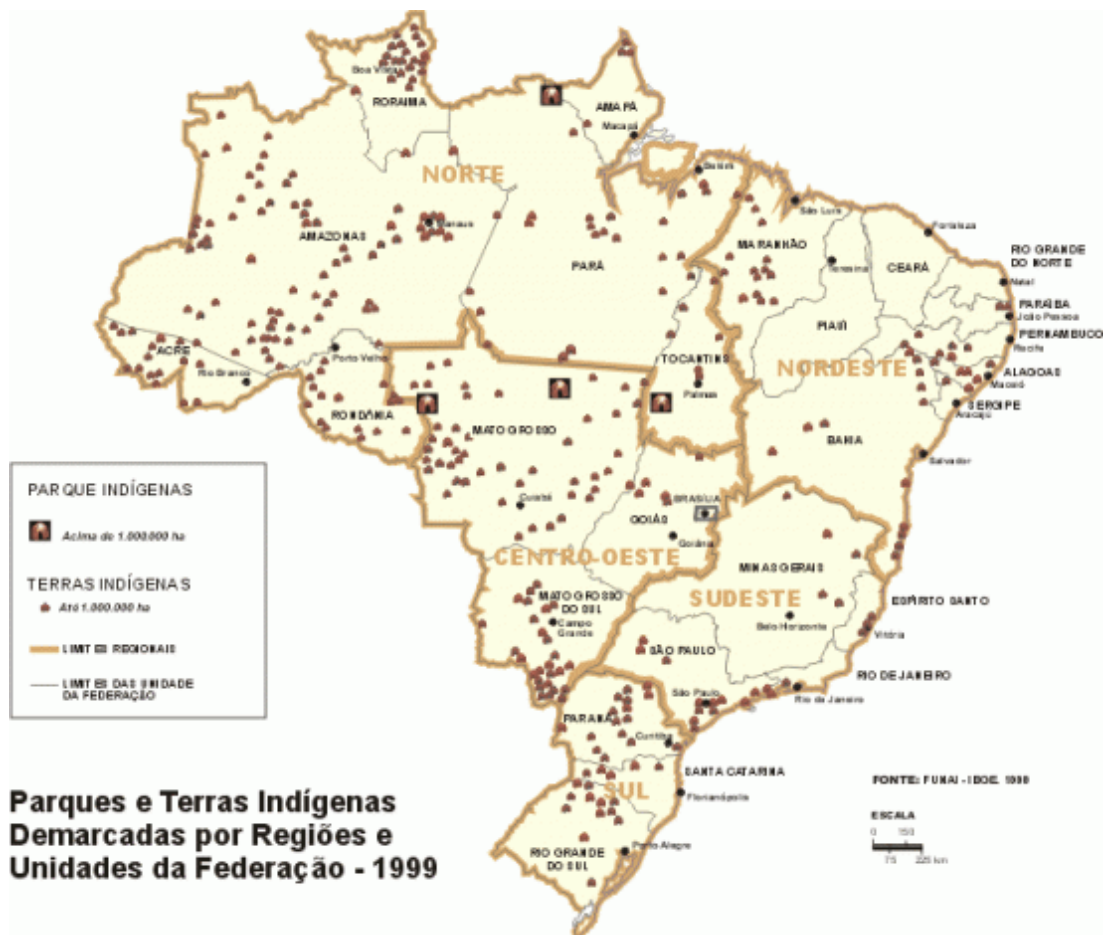 Boa Vista
RORAIMA
AMAPÁ
Macapá
NORTE
Belém
São Luís
Manaus
AMAZONAS
PARÁ
MARANHÃO
Fortaleza
CEARÁ
Teresina
RIO GRANDE
DO NORTE
Natal
PARAÍBA
João Pessoa
PIAUÍ
PERNAMBUCO
Recife
ACRE
Porto Velho
Rio Branco
TOCANTINS
Palmas
NORDESTE
ALAGOAS
Maceió
SERGIPE
Aracajú
RONDÂNIA
MATO GROSSO
BAHIA
Salvador
Cuiabá
BRASÍLIA
GOIÁS
Goiânia
CENTRO-OESTE
MINAS GERAIS
SUDESTE
MATO GROSSO
DO SUL
Campo
Grande
Belo Horizonte
ESPÍRITO SANTO
Vitória
SÃO PAULO
RIO DE JANEIRO
São Paulo
Rio de Janeiro
PARANÁ
Curitiba
SANTA CATARINA
SUL
Florianópolis
RIO GRANDE
DO SUL
Porto Alegre
PARQUE INDÍGENAS
Acima de 1.000.000 ha
TERRAS INDÍGENAS
Até 1.000.000 ha
LIMITES REGIONAIS
LIMITES DAS UNIDADE
DA FEDERAÇÃO
Parques e Terras Indígenas
Demarcadas por Regiões e
Unidades da Federação - 1999
FONTE: FUNAI - IBGE. 1999
ESCALA
0 150
75 225 km